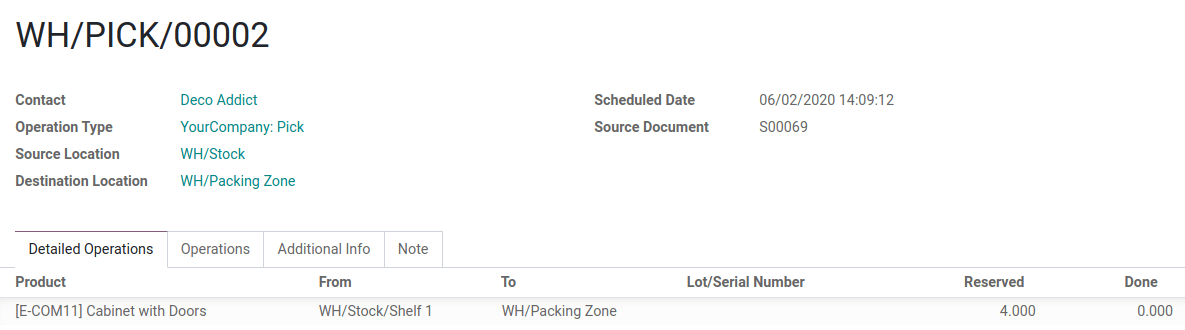 WH/PICK/00002
Contact Deco Addict Scheduled Date 06/02/2020 14:09:12
Operation Type YourCompany: Pick Source Document S00069
Source Location WH/Stock
Destination Location WH/Packing Zone
Detailed Operations Operations Additional Info Note
Product From To Lot/Serial Number Reserved Done
[E-COM11] Cabinet with Doors WH/Stock/Shelf 1 WH/Packing Zone 4.000 0.000